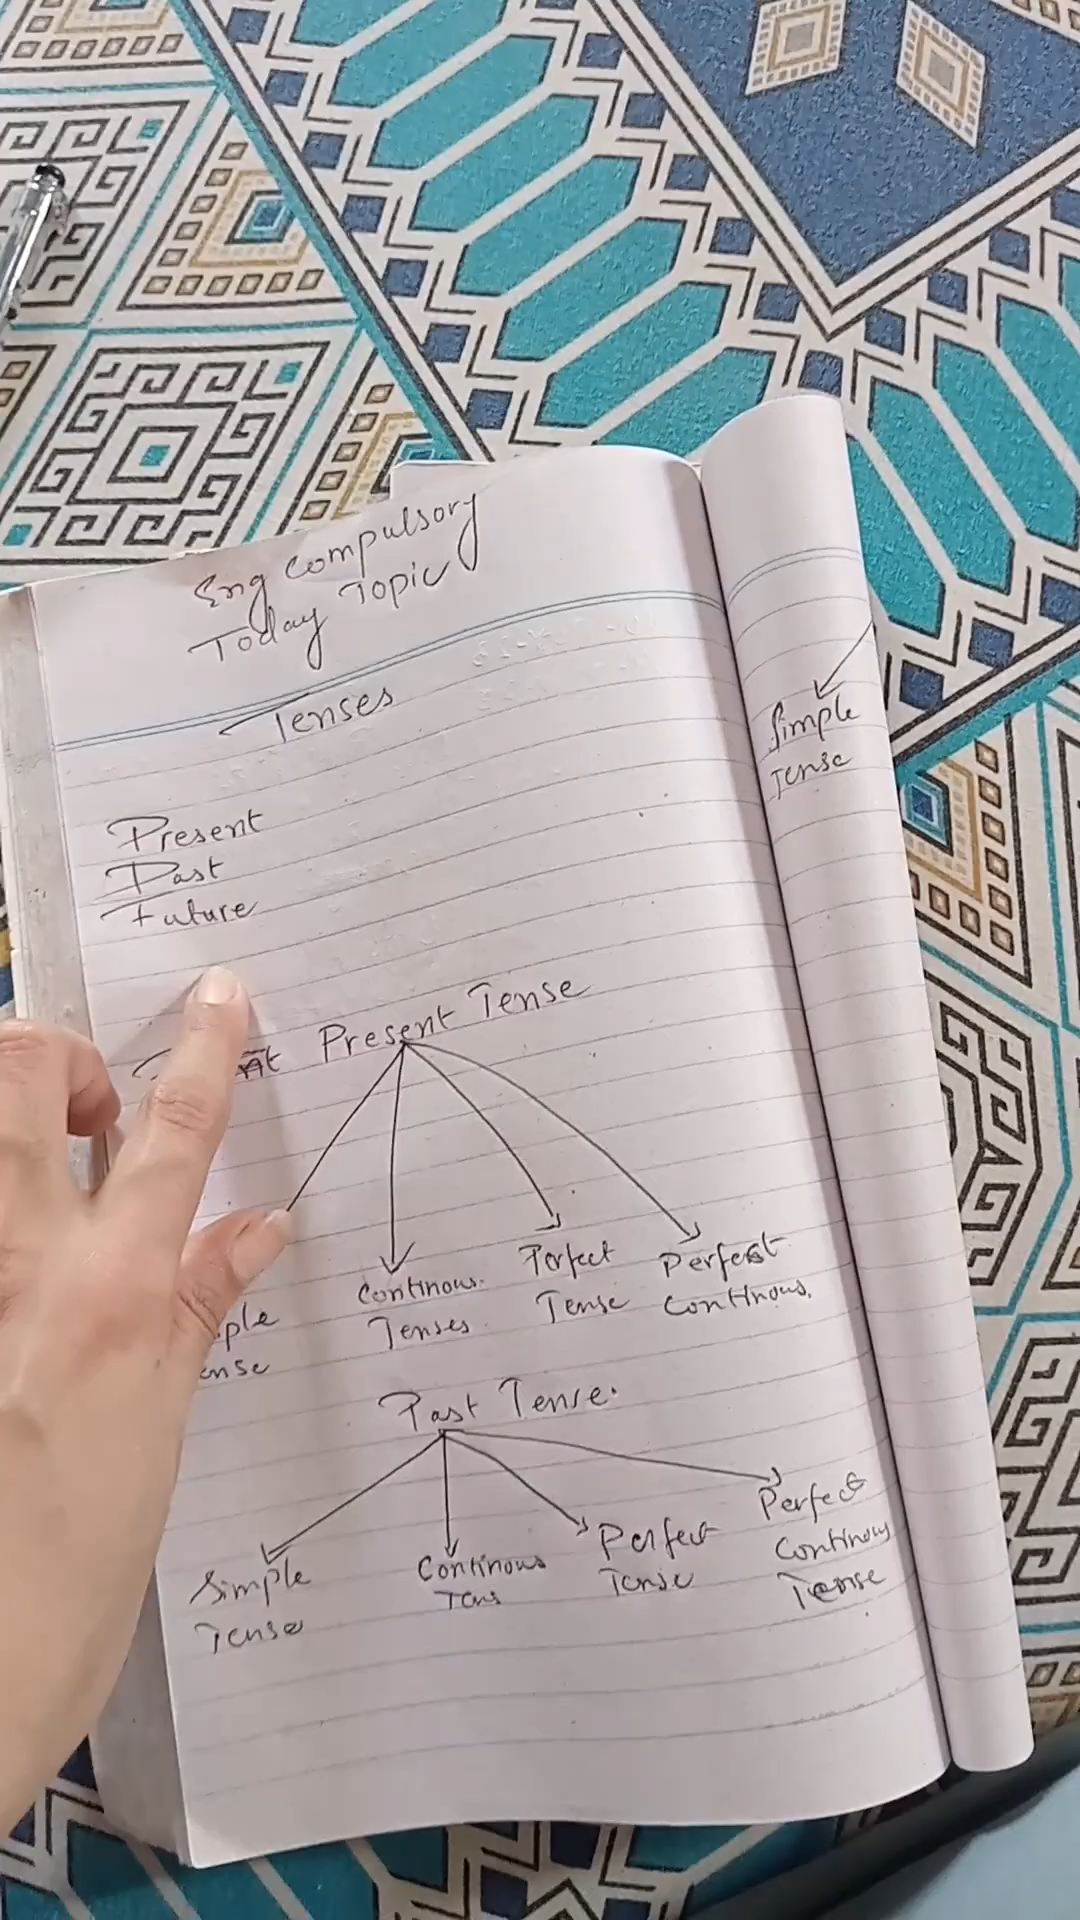 Eng Compulsory
Today Topic
Tenses
Present
Past
Future
Present Tense
Continous
Tenses
Perfect
Tense
Perfect
Continous.
Past Tense.
Simple
Tense
Continous
Tens
Perfect
Tense
Perfect
Continous
Tense
Simple
Tense